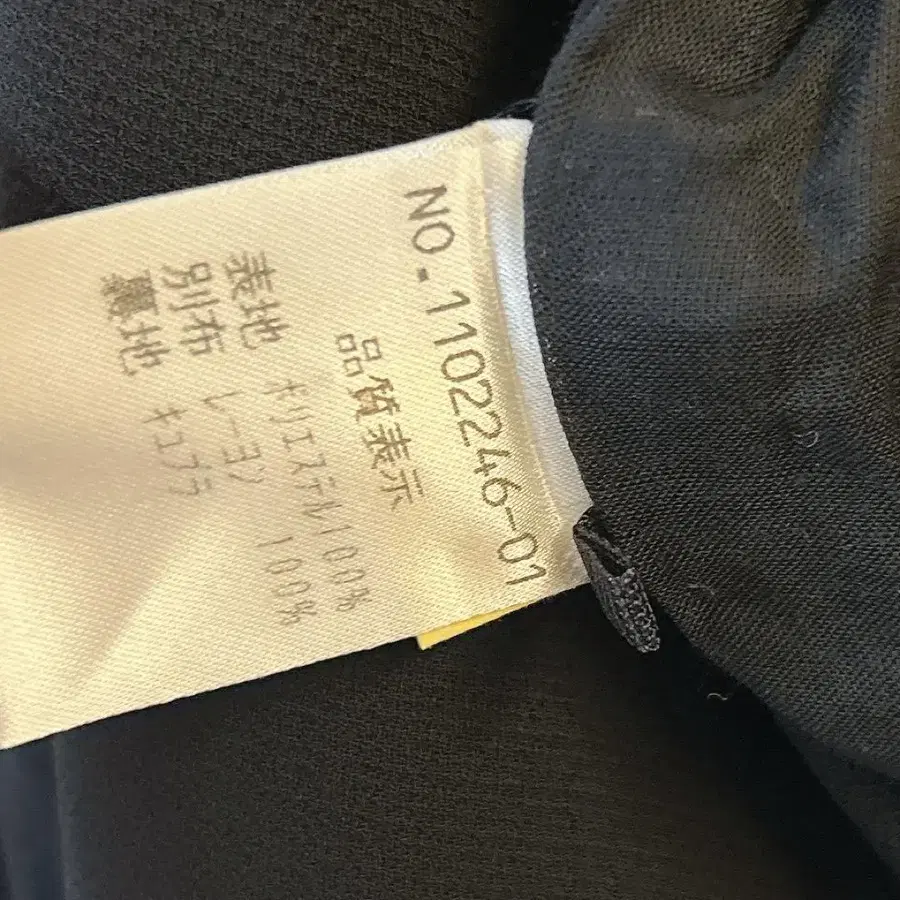 NO.1102246-01
品質表示
表地 ポリエステル100%
別布 レーヨン 100%
裏地 キュプラ